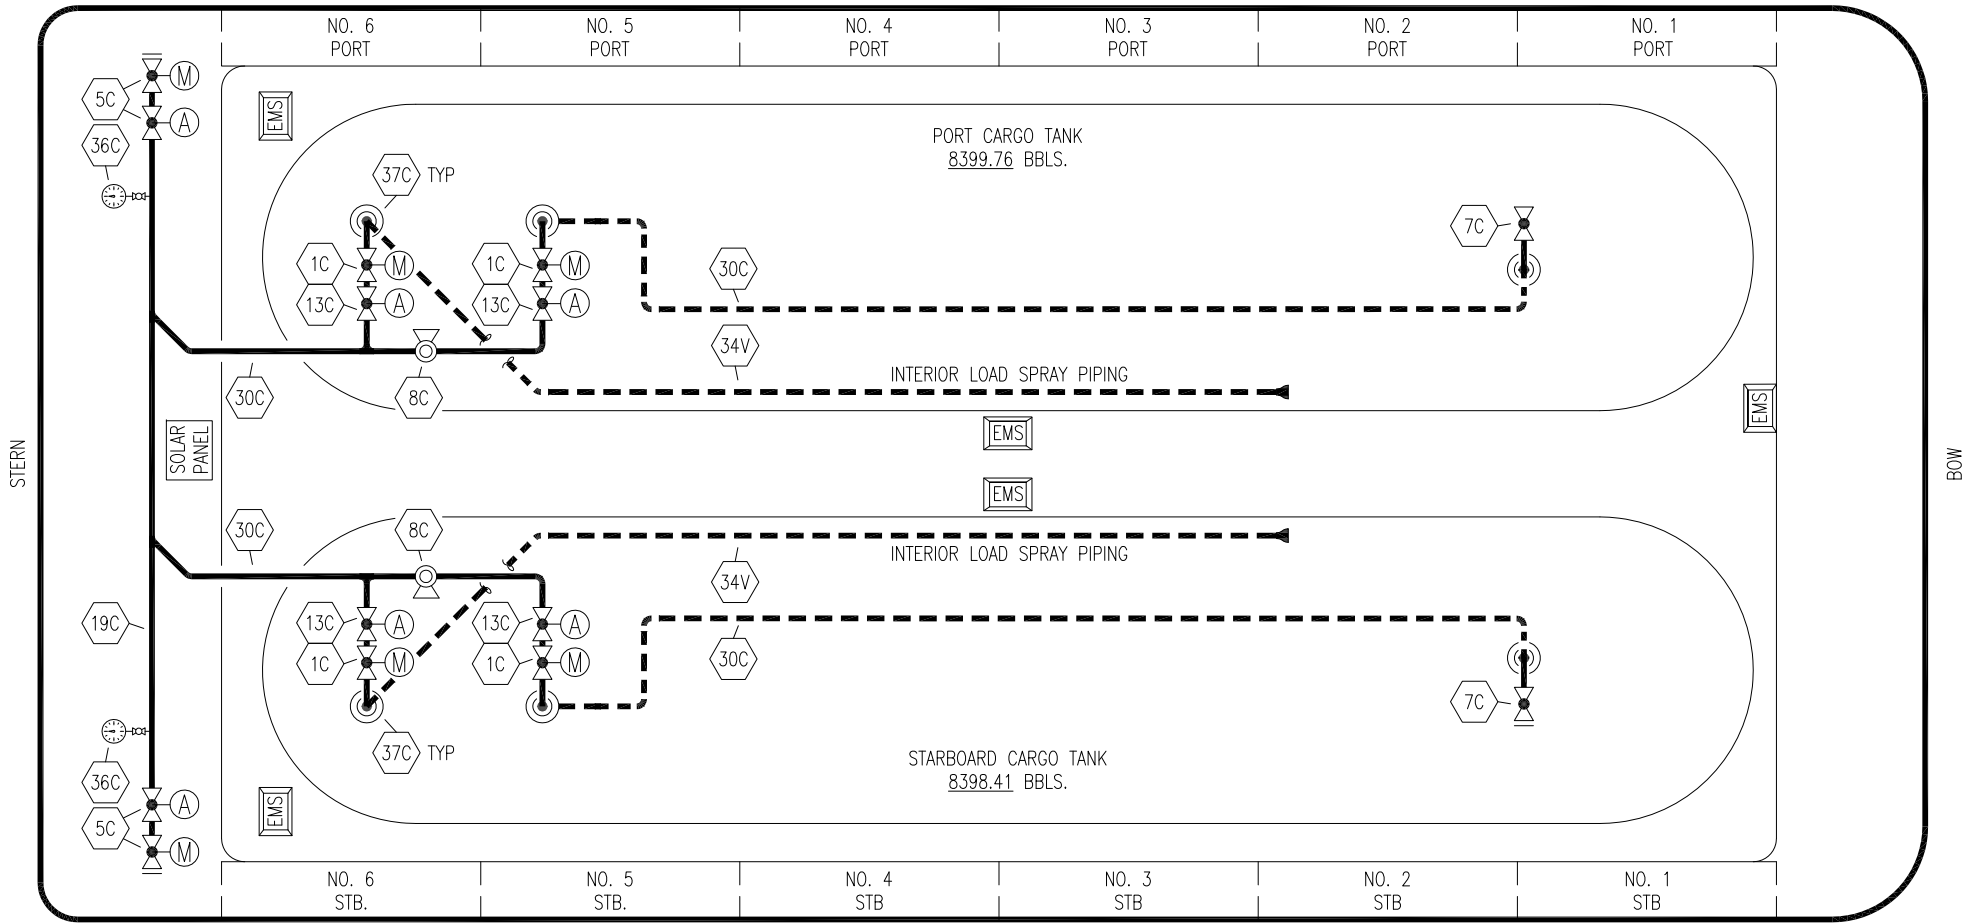 NO. 6
PORT
NO. 5
PORT
NO. 4
PORT
NO. 3
PORT
NO. 2
PORT
NO. 1
PORT
M
5C
A
36C
EMS
PORT CARGO TANK
8399.76 BBLS.
37C TYP
1C
M
13C
A
1C
M
13C
A
7C
30C
34V
30C
8C
INTERIOR LOAD SPRAY PIPING
EMS
EMS
SOLAR
PANEL
STERN
BOW
EMS
30C
8C
INTERIOR LOAD SPRAY PIPING
34V
19C
13C
A
1C
M
13C
A
1C
M
30C
7C
37C TYP
STARBOARD CARGO TANK
8398.41 BBLS.
36C
A
5C
M
EMS
NO. 6
STB.
NO. 5
STB.
NO. 4
STB
NO. 3
STB
NO. 2
STB
NO. 1
STB